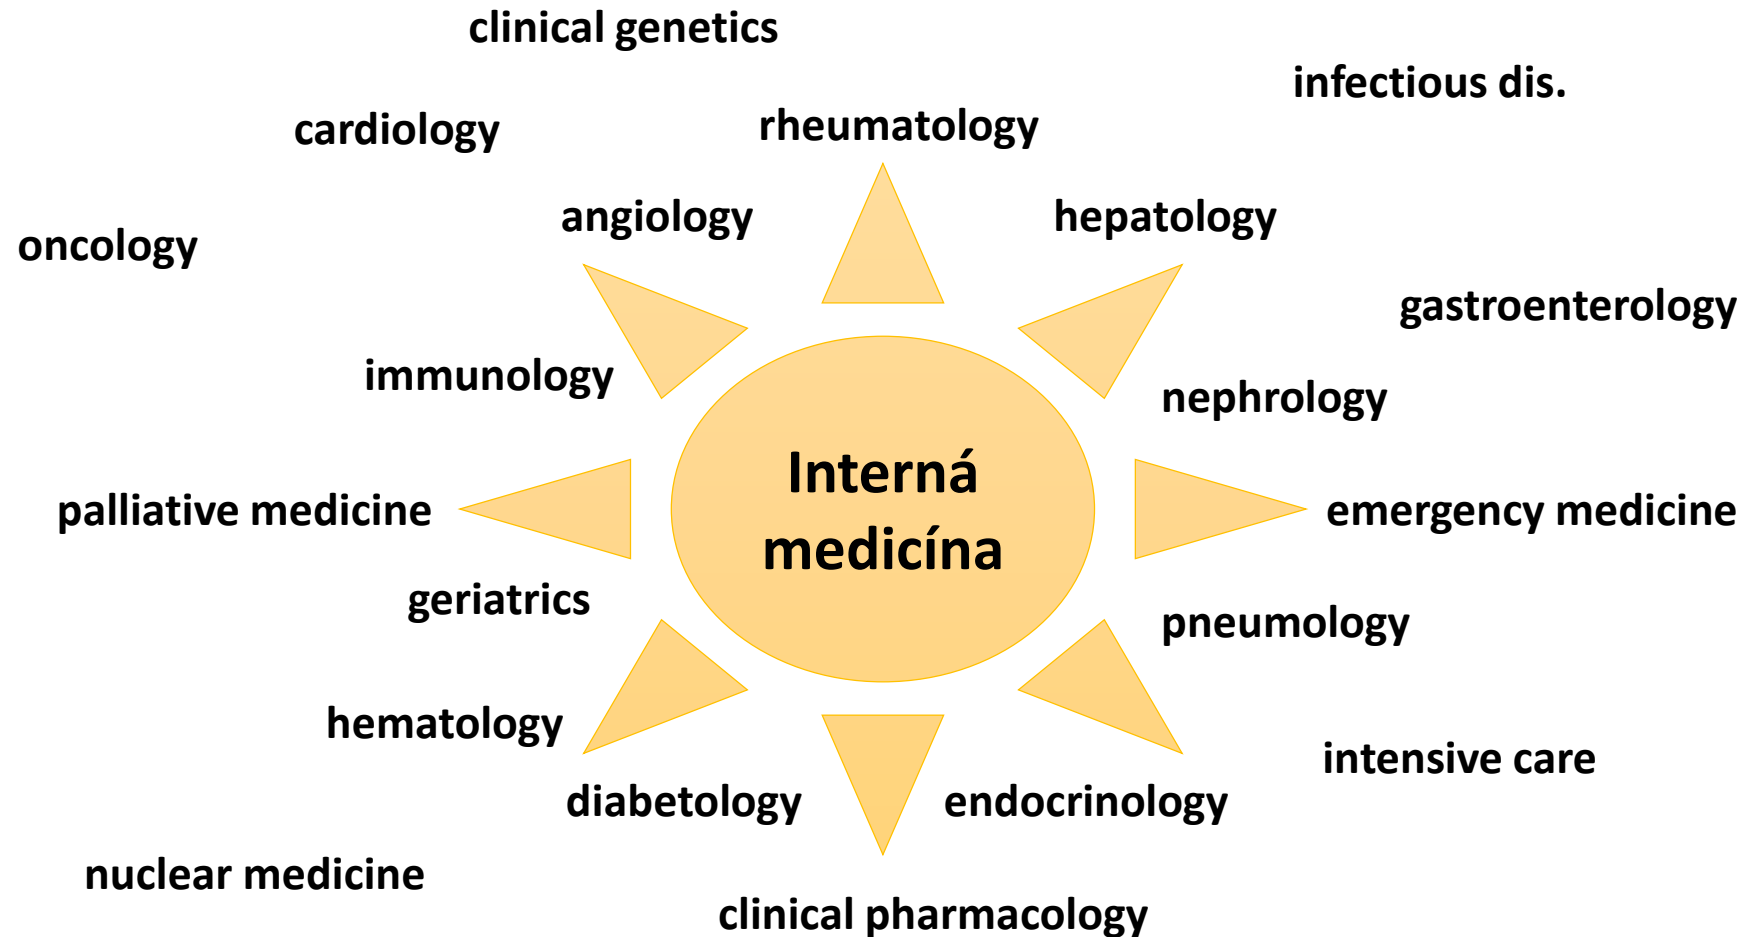 clinical genetics
infectious dis.
cardiology
rheumatology
angiology
hepatology
oncology
gastroenterology
immunology
nephrology
Interná
medicína
palliative medicine
emergency medicine
geriatrics
pneumology
hematology
intensive care
diabetology
endocrinology
nuclear medicine
clinical pharmacology